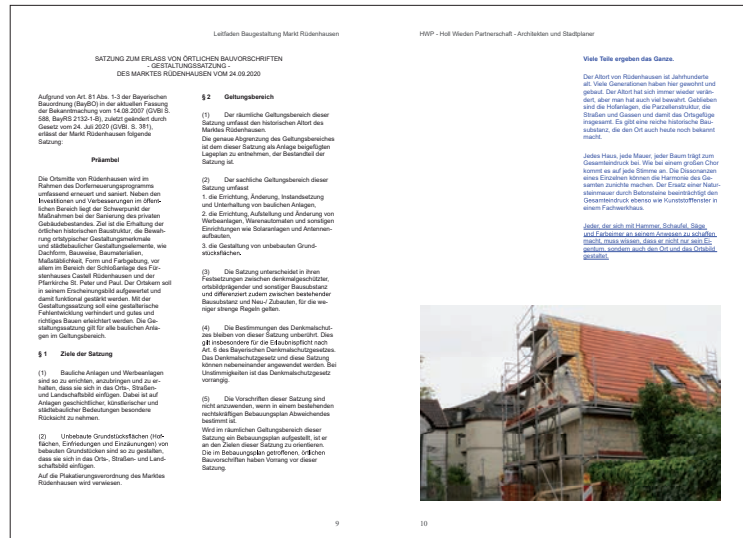 Leitfaden Baugestaltung Markt Rüdenhausen
SATZUNG ZUM ERLASS VON ÖRTLICHEN BAUVORSCHRIFTEN
- GESTALTUNGSSATZUNG -
DES MARKTES RÜDENHAUSEN VOM 24.09.2020
Aufgrund von Art. 81 Abs. 1-3 der Bayerischen
Bauordnung (BayBO) in der aktuellen Fassung
der Bekanntmachung vom 14.08.2007 (GVBl S.
588, BayRS 2132-1-B), zuletzt geändert durch
Gesetz vom 24. Juli 2020 (GVBl. S. 381),
erlässt der Markt Rüdenhausen folgende
Satzung:
Präambel
Die Ortsmitte von Rüdenhausen wird im
Rahmen des Dorferneuerungsprogramms
umfassend erneuert und saniert. Neben den
Investitionen und Verbesserungen im öffent-
lichen Bereich liegt der Schwerpunkt der
Maßnahmen bei der Sanierung des privaten
Gebäudebestandes. Ziel ist die Erhaltung der
örtlichen historischen Baustruktur, die Bewah-
rung ortstypischer Gestaltungsmerkmale
und städtebaulicher Gestaltungselemente, wie
Dachform, Bauweise, Baumaterialien,
Maßstäblichkeit, Form und Farbgebung, vor
allem im Bereich der Schloßanlage des Für-
stenhauses Castell Rüdenhausen und der
Pfarrkirche St. Peter und Paul. Der Ortskern soll
in seinem Erscheinungsbild aufgewertet und
damit funktional gestärkt werden. Mit der
Gestaltungssatzung soll eine gestalterische
Fehlentwicklung verhindert und gutes und
richtiges Bauen erleichtert werden. Die Ge-
staltungssatzung gilt für alle baulichen Anla-
gen im Geltungsbereich.
§ 1 Ziele der Satzung
(1) Bauliche Anlagen und Werbeanlagen
sind so zu errichten, anzubringen und zu er-
halten, dass sie sich in das Orts-, Straßen-
und Landschaftsbild einfügen. Dabei ist auf
Anlagen geschichtlicher, künstlerischer und
städtebaulicher Bedeutungen besondere
Rücksicht zu nehmen.
(2) Unbebaute Grundstücksflächen (Hof-
flächen, Einfriedungen und Einzäunungen) von
bebauten Grundstücken sind so zu gestalten,
dass sie sich in das Orts-, Straßen- und Land-
schaftsbild einfügen.
Auf die Plakatierungsverordnung des Marktes
Rüdenhausen wird verwiesen.
§ 2 Geltungsbereich
(1) Der räumliche Geltungsbereich dieser
Satzung umfasst den historischen Altort des
Marktes Rüdenhausen.
Die genaue Abgrenzung des Geltungsbereiches
ist dem dieser Satzung als Anlage beigefügten
Lageplan zu entnehmen, der Bestandteil der
Satzung ist.
(2) Der sachliche Geltungsbereich dieser
Satzung umfasst
1. die Errichtung, Änderung, Instandsetzung
und Unterhaltung von baulichen Anlagen,
2. die Errichtung, Aufstellung und Änderung von
Werbeanlagen, Warenautomaten und sonstigen
Einrichtungen wie Solaranlagen und Antennen-
aufbauten,
3. die Gestaltung von unbebauten Grund-
stücksflächen.
(3) Die Satzung unterscheidet in ihren
Festsetzungen zwischen denkmalgeschützter,
ortsbildprägender und sonstiger Bausubstanz
und differenziert zudem zwischen bestehender
Bausubstanz und Neu-/ Zubauten, für die we-
niger strenge Regeln gelten.
(4) Die Bestimmungen des Denkmalschut-
zes bleiben von dieser Satzung unberührt. Dies
gilt insbesondere für die Erlaubnispflicht nach
Art. 6 des Bayerischen Denkmalschutzgesetzes.
Das Denkmalschutzgesetz und diese Satzung
können nebeneinander angewendet werden. Bei
Unstimmigkeiten ist das Denkmalschutzgesetz
vorrangig.
(5) Die Vorschriften dieser Satzung sind
nicht anzuwenden, wenn in einem bestehenden
rechtskräftigen Bebauungsplan Abweichendes
bestimmt ist.
Wird im räumlichen Geltungsbereich dieser
Satzung ein Bebauungsplan aufgestellt, ist er
an den Zielen dieser Satzung zu orientieren.
Die im Bebauungsplan getroffenen, örtlichen
Bauvorschriften haben Vorrang vor dieser
Satzung.
9
HWP - Holl Wieden Partnerschaft - Architekten und Stadtplaner
Viele Teile ergeben das Ganze.
Der Altort von Rüdenhausen ist Jahrhunderte
alt. Viele Generationen haben hier gewohnt und
gebaut. Der Altort hat sich immer wieder verän-
dert, aber man hat auch viel bewahrt. Geblieben
sind die Hofanlagen, die Parzellenstruktur, die
Straßen und Gassen und damit das Ortsgefüge
insgesamt. Es gibt eine reiche historische Bau-
substanz, die den Ort auch heute noch bekannt
macht.
Jedes Haus, jede Mauer, jeder Baum trägt zum
Gesamteindruck bei. Wie bei einem großen Chor
kommt es auf jede Stimme an. Die Dissonanzen
eines Einzelnen können die Harmonie des Ge-
samten zunichte machen. Der Ersatz einer Natur-
steinmauer durch Betonsteine beeinträchtigt den
Gesamteindruck ebenso wie Kunststofffenster in
einem Fachwerkhaus.
Jeder, der sich mit Hammer, Schaufel, Säge
und Farbeimer an seinem Anwesen zu schaffen
macht, muss wissen, dass er nicht nur sein Ei-
gentum, sondern auch den Ort und das Ortsbild
gestaltet.
10